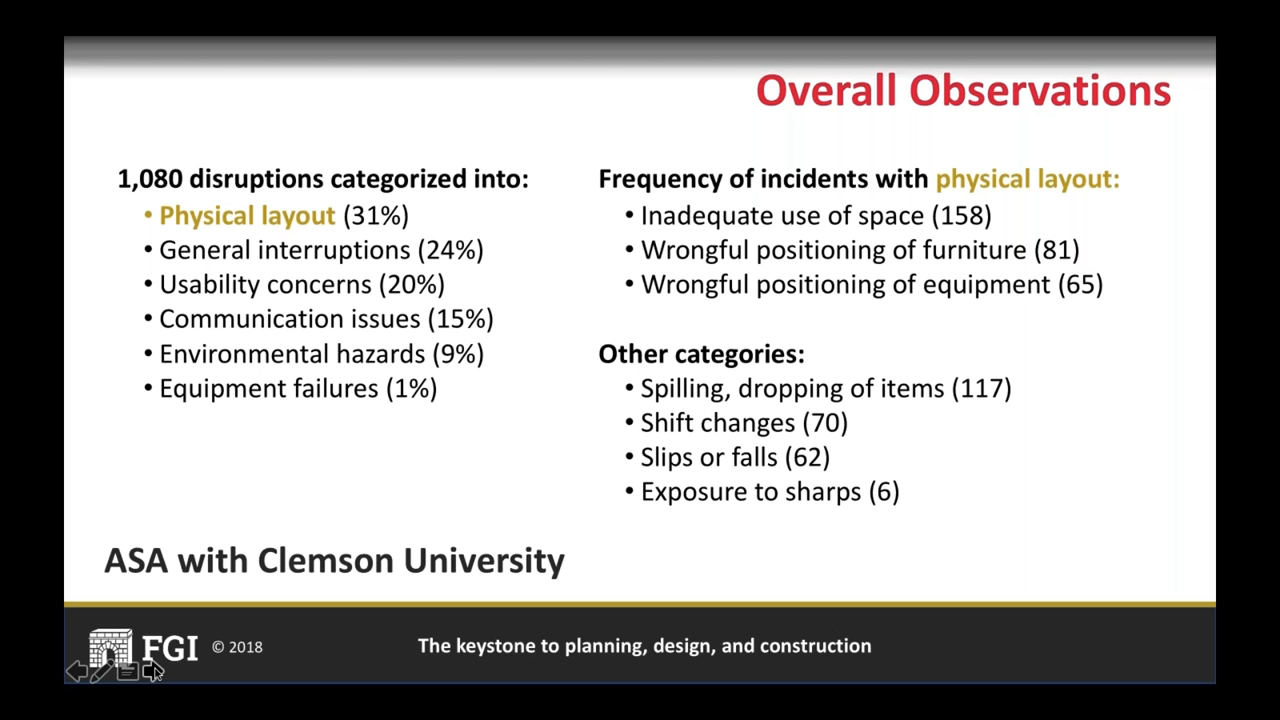 Overall Observations
1,080 disruptions categorized into:
• Physical layout (31%)
• General interruptions (24%)
• Usability concerns (20%)
• Communication issues (15%)
• Environmental hazards (9%)
• Equipment failures (1%)
Frequency of incidents with physical layout:
• Inadequate use of space (158)
• Wrongful positioning of furniture (81)
• Wrongful positioning of equipment (65)
Other categories:
• Spilling, dropping of items (117)
• Shift changes (70)
• Slips or falls (62)
• Exposure to sharps (6)
ASA with Clemson University
FGI © 2018
The keystone to planning, design, and construction